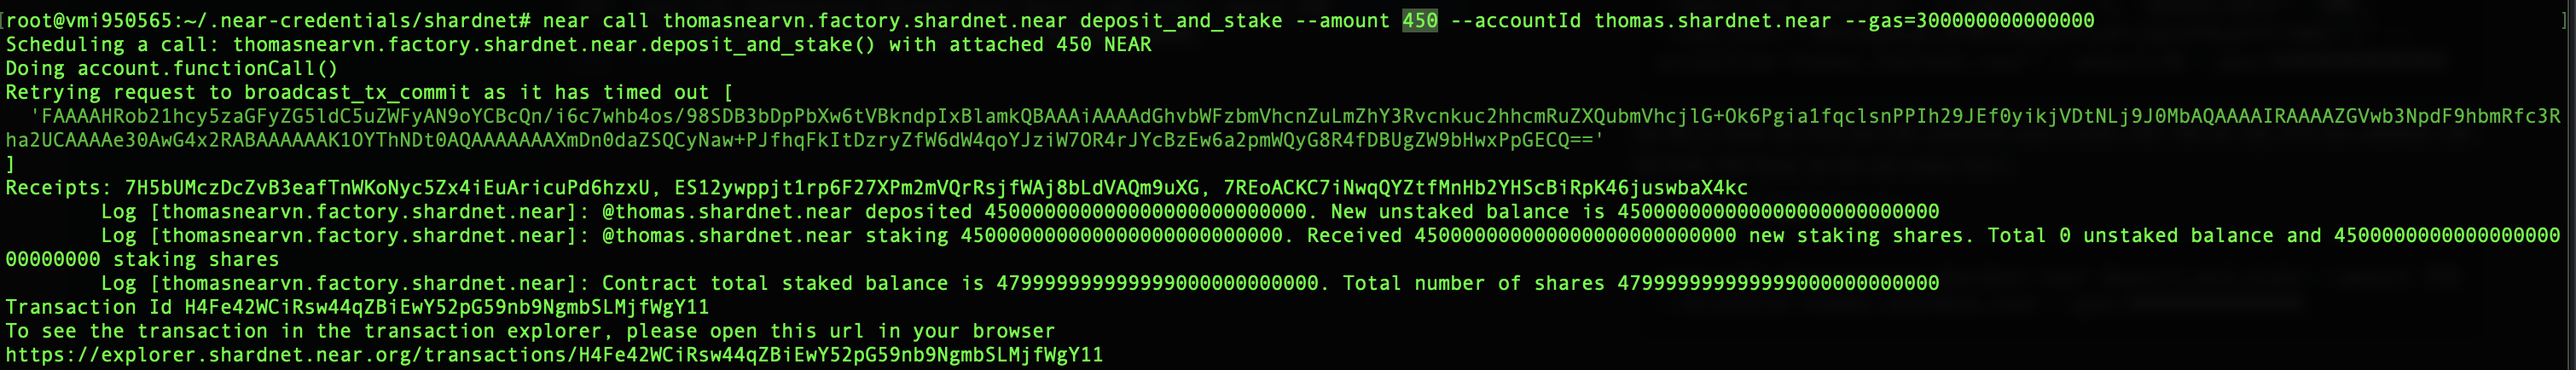 [root@vmi950565:~/.near-credentials/shardnet# near call thomasnearvn.factory.shardnet.near deposit_and_stake --amount 450 --accountId thomas.shardnet.near --gas=300000000000000 ]
Scheduling a call: thomasnearvn.factory.shardnet.near.deposit_and_stake() with attached 450 NEAR
Doing account.functionCall()
Retrying request to broadcast_tx_commit as it has timed out [
  'FAAAAHRob21hcy5zaGFyZG5ldC5uZWFyAN9oYCBcQn/i6c7whb4os/98SDB3bDpPbXw6tVBkndpIxBlamkQBAAAiAAAAdGhvbWFzbmVhcnZuLmZhY3Rvcnkuc2hhcmRuZXQubmVhcjlG+Ok6Pgia1fqclsnPPIh29JEf0yikjVDtNLj9J0MbAQAAAAIRAAAAZGVwb3NpdF9hbmRfc3R
ha2UCAAAAe30AwG4x2RABAAAAAAK1OYThNDt0AQAAAAAAAXmDn0daZSQCyNaw+PJfhqFkItDzryZfW6dW4qoYJziW7OR4rJYcBzEw6a2pmWQyG8R4fDBUgZW9bHwxPpGECQ=='
]
Receipts: 7H5bUMczDcZvB3eafTnWKoNyc5Zx4iEuAricuPd6hzxU, ES12ywppjt1rp6F27XPm2mVQrRsjfWAj8bLdVAQm9uXG, 7REoACKC7iNwqQYZtfMnHb2YHScBiRpK46juswbaX4kc
        Log [thomasnearvn.factory.shardnet.near]: @thomas.shardnet.near deposited 450000000000000000000000000. New unstaked balance is 450000000000000000000000000
        Log [thomasnearvn.factory.shardnet.near]: @thomas.shardnet.near staking 450000000000000000000000000. Received 450000000000000000000000000 new staking shares. Total 0 unstaked balance and 4500000000000000000
00000000 staking shares
        Log [thomasnearvn.factory.shardnet.near]: Contract total staked balance is 479999999999999000000000000. Total number of shares 479999999999999000000000000
Transaction Id H4Fe42WCiRsw44qZBiEwY52pG59nb9NgmbSLMjfWgY11
To see the transaction in the transaction explorer, please open this url in your browser
https://explorer.shardnet.near.org/transactions/H4Fe42WCiRsw44qZBiEwY52pG59nb9NgmbSLMjfWgY11